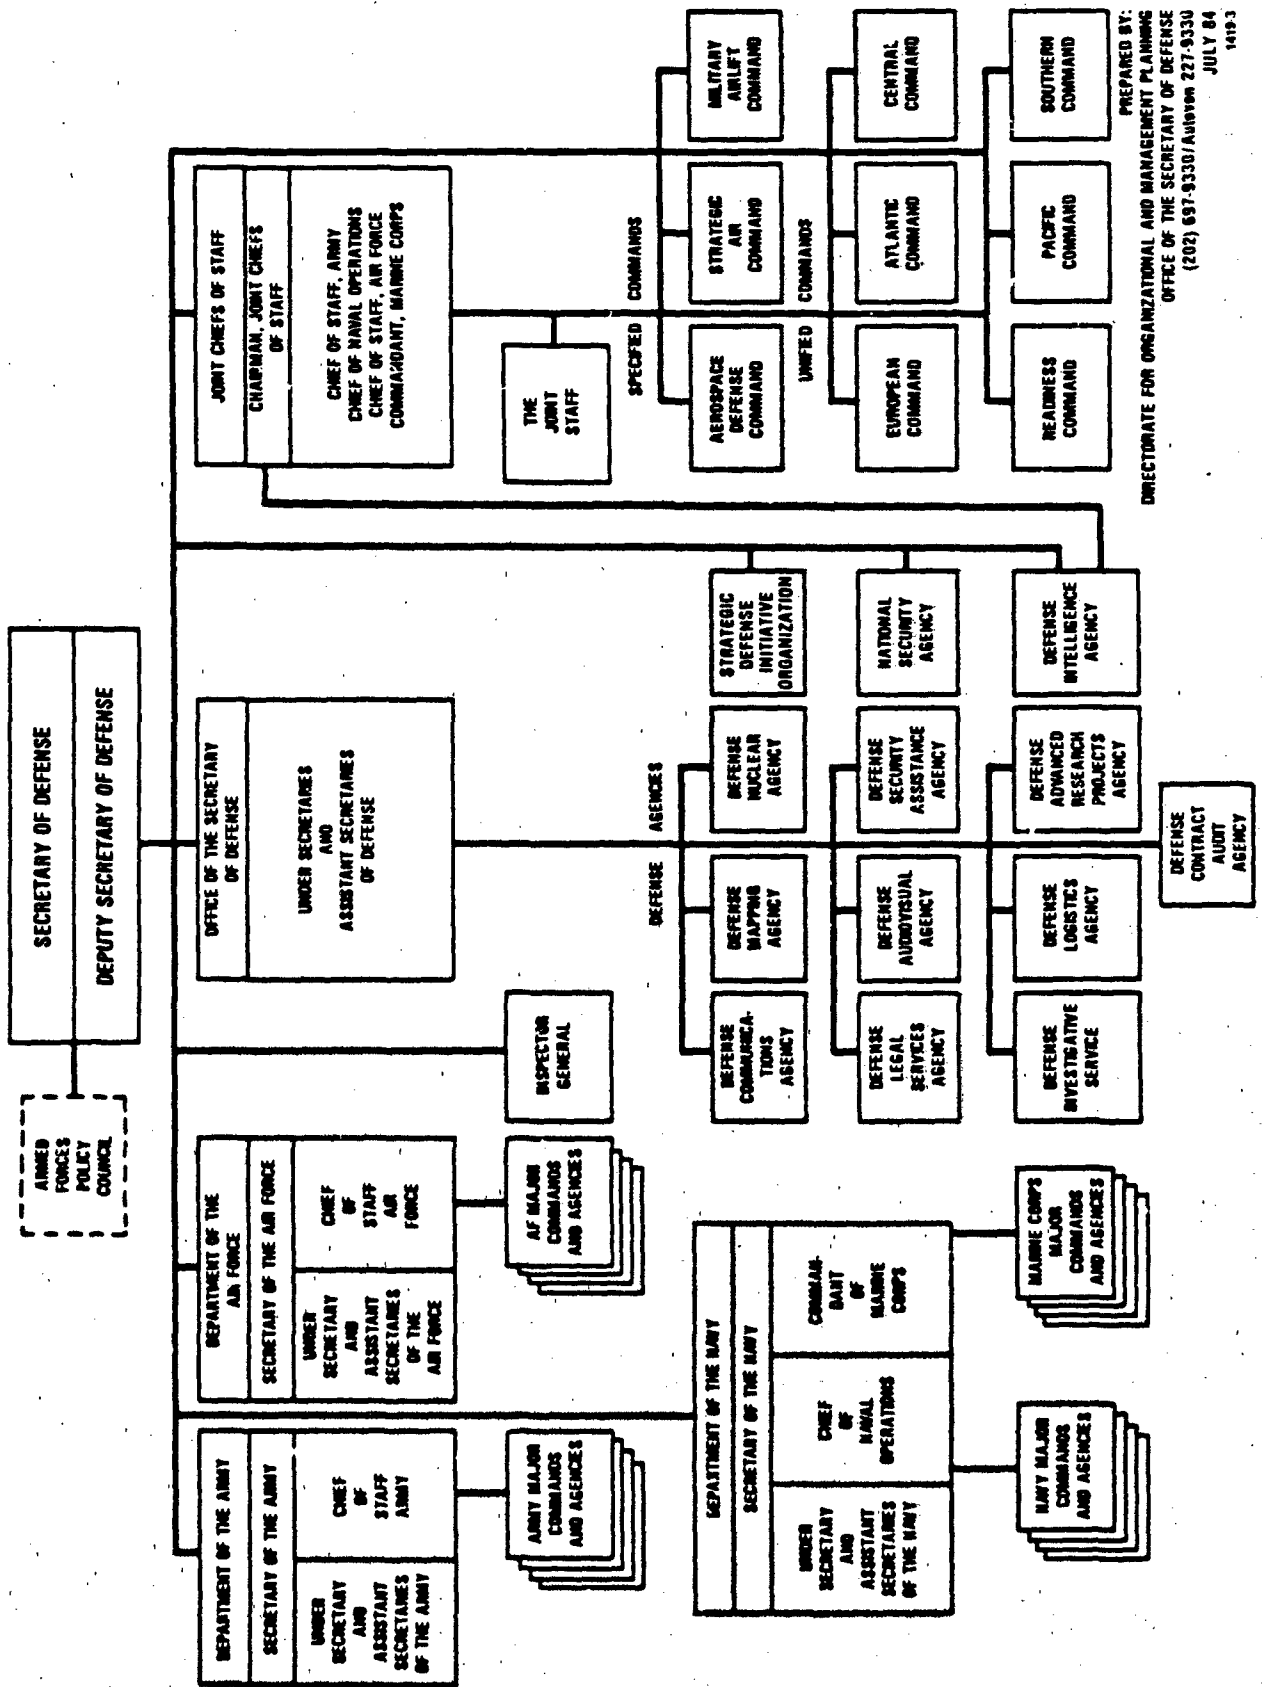 SECRETARY OF DEFENSE
DEPUTY SECRETARY OF DEFENSE
ARMED
FORCES
POLICY
COUNCIL
DEPARTMENT OF THE ARMY
SECRETARY OF THE ARMY
UNDER
SECRETARY
AND
ASSISTANT
SECRETARIES
OF THE ARMY
CHIEF
OF
STAFF
ARMY
ARMY MAJOR
COMMANDS
AND AGENCIES
DEPARTMENT OF THE
AIR FORCE
SECRETARY OF THE AIR FORCE
UNDER
SECRETARY
AND
ASSISTANT
SECRETARIES
OF THE
AIR FORCE
CHIEF
OF
STAFF
AIR
FORCE
AF MAJOR
COMMANDS
AND AGENCIES
DEPARTMENT OF THE NAVY
SECRETARY OF THE NAVY
UNDER
SECRETARY
AND
ASSISTANT
SECRETARIES
OF THE NAVY
CHIEF
OF
NAVAL
OPERATIONS
COMMAN-
DANT
OF
MARINE
CORPS
NAVY MAJOR
COMMANDS
AND AGENCIES
MARINE CORPS
MAJOR
COMMANDS
AND AGENCIES
INSPECTOR
GENERAL
OFFICE OF THE SECRETARY
OF DEFENSE
UNDER SECRETARIES
AND
ASSISTANT SECRETARIES
OF DEFENSE
DEFENSE AGENCIES
DEFENSE
COMMUNICA-
TIONS
AGENCY
DEFENSE
MAPPING
AGENCY
DEFENSE
NUCLEAR
AGENCY
STRATEGIC
DEFENSE
INITIATIVE
ORGANIZATION
DEFENSE
LEGAL
SERVICES
AGENCY
DEFENSE
AUDIOVISUAL
AGENCY
DEFENSE
SECURITY
ASSISTANCE
AGENCY
NATIONAL
SECURITY
AGENCY
DEFENSE
INVESTIGATIVE
SERVICE
DEFENSE
LOGISTICS
AGENCY
DEFENSE
ADVANCED
RESEARCH
PROJECTS
AGENCY
DEFENSE
INTELLIGENCE
AGENCY
DEFENSE
CONTRACT
AUDIT
AGENCY
JOINT CHIEFS OF STAFF
CHAIRMAN, JOINT CHIEFS
OF STAFF
CHIEF OF STAFF, ARMY
CHIEF OF NAVAL OPERATIONS
CHIEF OF STAFF, AIR FORCE
COMMANDANT, MARINE CORPS
THE
JOINT
STAFF
SPECIFIED COMMANDS
AEROSPACE
DEFENSE
COMMAND
STRATEGIC
AIR
COMMAND
MILITARY
AIRLIFT
COMMAND
UNIFIED COMMANDS
EUROPEAN
COMMAND
ATLANTIC
COMMAND
CENTRAL
COMMAND
READINESS
COMMAND
PACIFIC
COMMAND
SOUTHERN
COMMAND
PREPARED BY:
DIRECTORATE FOR ORGANIZATIONAL AND MANAGEMENT PLANNING
OFFICE OF THE SECRETARY OF DEFENSE
(202) 697-9330/Autovon 227-9330
JULY 84
1419-3